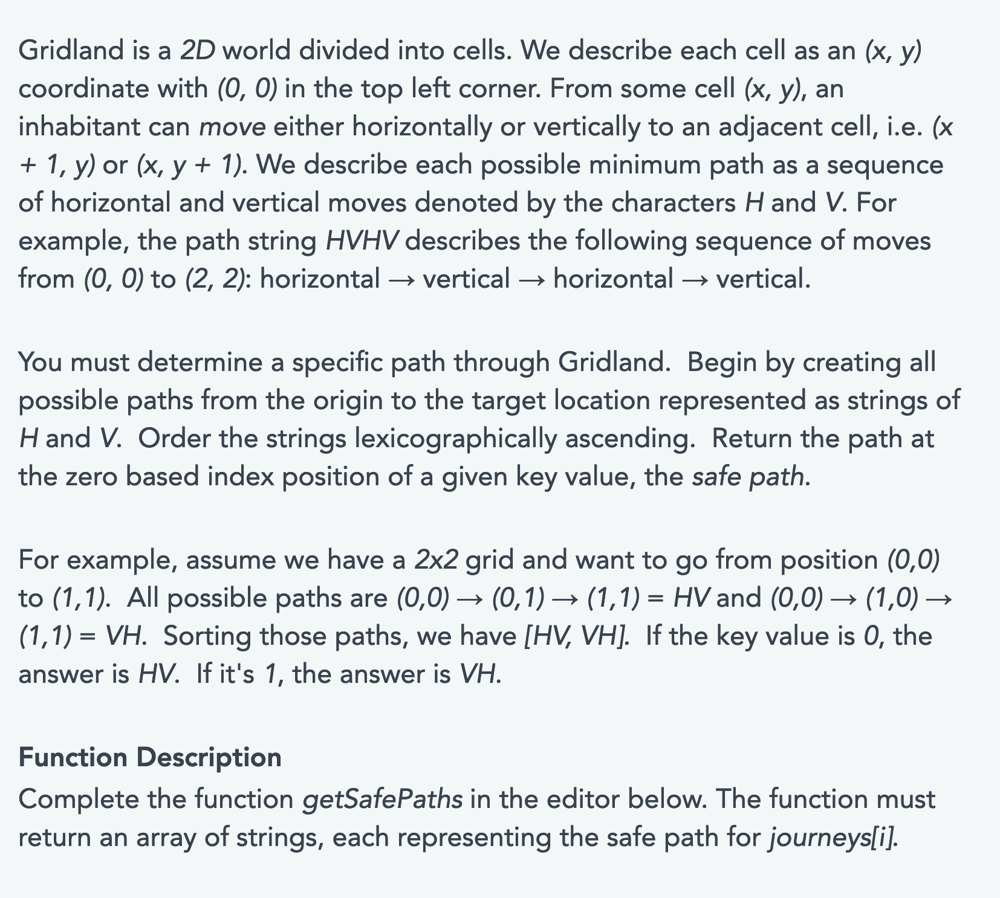 Gridland is a 2D world divided into cells. We describe each cell as an (x, y)
coordinate with (0, 0) in the top left corner. From some cell (x, y), an
inhabitant can move either horizontally or vertically to an adjacent cell, i.e. (x
+ 1, y) or (x, y + 1). We describe each possible minimum path as a sequence
of horizontal and vertical moves denoted by the characters H and V. For
example, the path string HVHV describes the following sequence of moves
from (0, 0) to (2, 2): horizontal → vertical → horizontal → vertical.
You must determine a specific path through Gridland.  Begin by creating all
possible paths from the origin to the target location represented as strings of
H and V.  Order the strings lexicographically ascending.  Return the path at
the zero based index position of a given key value, the safe path.
For example, assume we have a 2x2 grid and want to go from position (0,0)
to (1,1).  All possible paths are (0,0) → (0,1) → (1,1) = HV and (0,0) → (1,0) →
(1,1) = VH.  Sorting those paths, we have [HV, VH].  If the key value is 0, the
answer is HV.  If it's 1, the answer is VH.
Function Description
Complete the function getSafePaths in the editor below. The function must
return an array of strings, each representing the safe path for journeys[i].